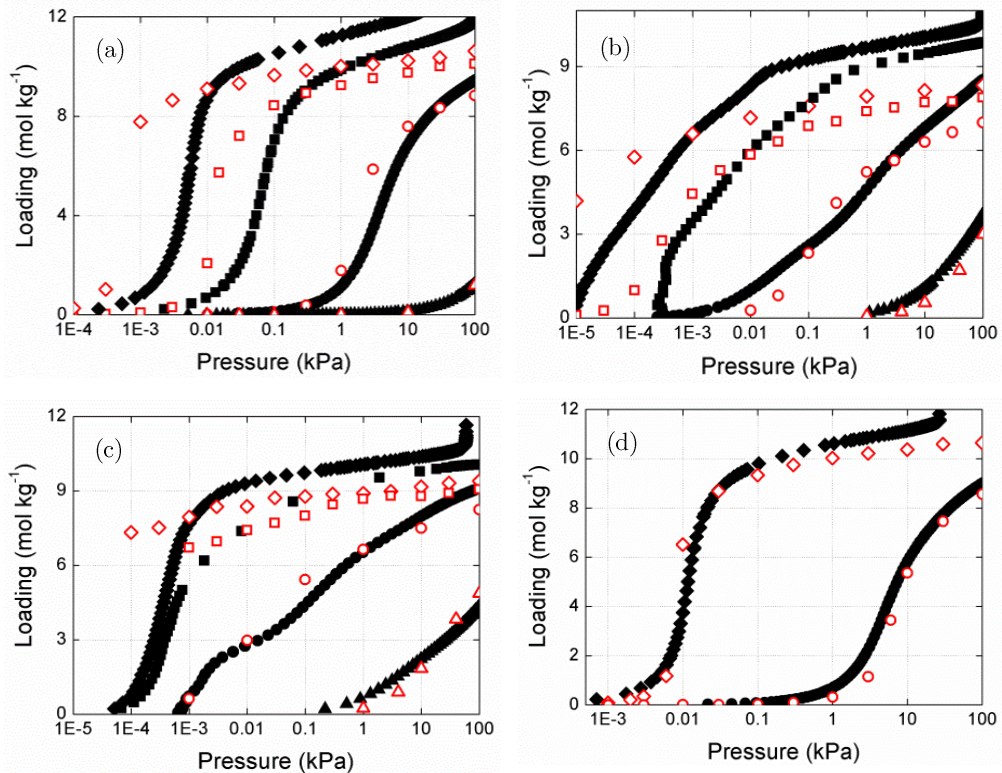 (a)
Loading (mol kg⁻¹)
12
8
4
0
1E-4 1E-3 0.01 0.1 1 10 100
Pressure (kPa)
(b)
Loading (mol kg⁻¹)
9
6
3
0
1E-5 1E-4 1E-3 0.01 0.1 1 10 100
Pressure (kPa)
(c)
Loading (mol kg⁻¹)
12
9
6
3
0
1E-5 1E-4 1E-3 0.01 0.1 1 10 100
Pressure (kPa)
(d)
Loading (mol kg⁻¹)
12
10
8
6
4
2
0
1E-3 0.01 0.1 1 10 100
Pressure (kPa)